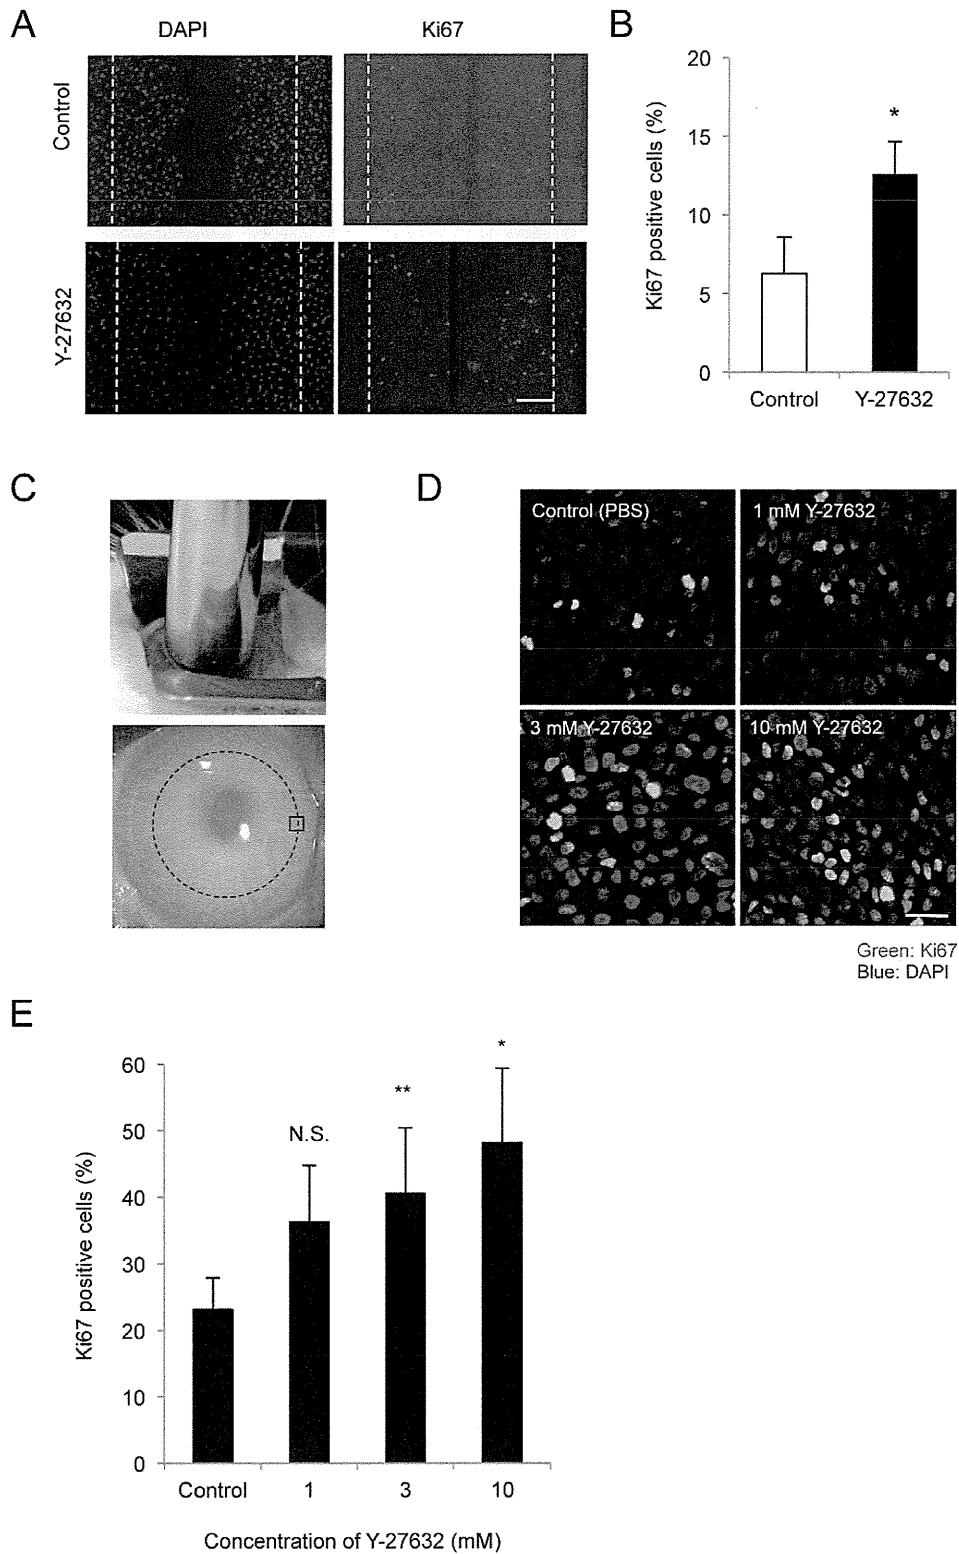 A
DAPI
Ki67
Control
Y-27632
B
Ki67 positive cells (%)
20
15
10
5
0
*
Control
Y-27632
C
D
Control (PBS)
1 mM Y-27632
3 mM Y-27632
10 mM Y-27632
Green: Ki67
Blue: DAPI
E
Ki67 positive cells (%)
60
50
40
30
20
10
0
N.S.
**
*
Control
1
3
10
Concentration of Y-27632 (mM)